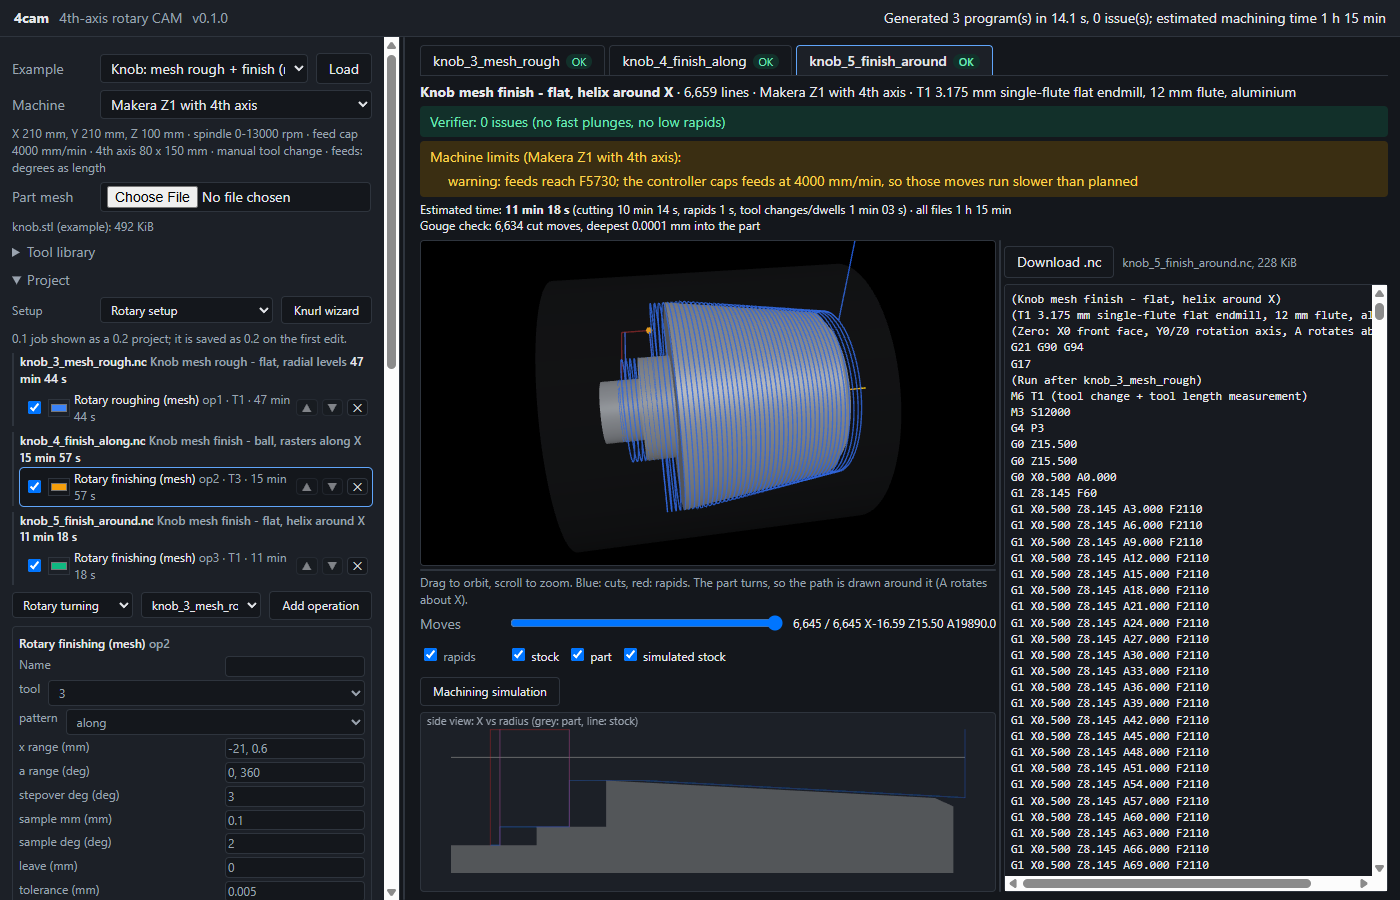 4cam 4th-axis rotary CAM v0.1.0
Generated 3 program(s) in 14.1 s, 0 issue(s); estimated machining time 1 h 15 min
Example
Knob: mesh rough + finish (
Load
Machine
Makera Z1 with 4th axis
X 210 mm, Y 210 mm, Z 100 mm · spindle 0-13000 rpm · feed cap
4000 mm/min · 4th axis 80 x 150 mm · manual tool change · feeds:
degrees as length
Part mesh
Choose File No file chosen
knob.stl (example): 492 KiB
Tool library
Project
Setup
Rotary setup
Knurl wizard
0.1 job shown as a 0.2 project; it is saved as 0.2 on the first edit.
knob_3_mesh_rough.nc Knob mesh rough - flat, radial levels 47
min 44 s
Rotary roughing (mesh) op1 · T1 · 47 min
44 s
knob_4_finish_along.nc Knob mesh finish - ball, rasters along X
15 min 57 s
Rotary finishing (mesh) op2 · T3 · 15 min
57 s
knob_5_finish_around.nc Knob mesh finish - flat, helix around X
11 min 18 s
Rotary finishing (mesh) op3 · T1 · 11 min
18 s
Rotary turning
knob_3_mesh_ro
Add operation
Rotary finishing (mesh) op2
Name
tool 3
pattern along
x range (mm) -21, 0.6
a range (deg) 0, 360
stepover deg (deg) 3
sample mm (mm) 0.1
sample deg (deg) 2
leave (mm) 0
tolerance (mm) 0.005
knob_3_mesh_rough OK
knob_4_finish_along OK
knob_5_finish_around OK
Knob mesh finish - flat, helix around X · 6,659 lines · Makera Z1 with 4th axis · T1 3.175 mm single-flute flat endmill, 12 mm flute, aluminium
Verifier: 0 issues (no fast plunges, no low rapids)
Machine limits (Makera Z1 with 4th axis):
warning: feeds reach F5730; the controller caps feeds at 4000 mm/min, so those moves run slower than planned
Estimated time: 11 min 18 s (cutting 10 min 14 s, rapids 1 s, tool changes/dwells 1 min 03 s) · all files 1 h 15 min
Gouge check: 6,634 cut moves, deepest 0.0001 mm into the part
Drag to orbit, scroll to zoom. Blue: cuts, red: rapids. The part turns, so the path is drawn around it (A rotates
about X).
Moves
6,645 / 6,645 X-16.59 Z15.50 A19890.0
rapids
stock
part
simulated stock
Machining simulation
side view: X vs radius (grey: part, line: stock)
Download .nc
knob_5_finish_around.nc, 228 KiB
(Knob mesh finish - flat, helix around X)
(T1 3.175 mm single-flute flat endmill, 12 mm flute, al
(Zero: X0 front face, Y0/Z0 rotation axis, A rotates ab
G21 G90 G94
G17
(Run after knob_3_mesh_rough)
M6 T1 (tool change + tool length measurement)
M3 S12000
G4 P3
G0 Z15.500
G0 Z15.500
G0 X0.500 A0.000
G1 Z8.145 F60
G1 X0.500 Z8.145 A3.000 F2110
G1 X0.500 Z8.145 A6.000 F2110
G1 X0.500 Z8.145 A9.000 F2110
G1 X0.500 Z8.145 A12.000 F2110
G1 X0.500 Z8.145 A15.000 F2110
G1 X0.500 Z8.145 A18.000 F2110
G1 X0.500 Z8.145 A21.000 F2110
G1 X0.500 Z8.145 A24.000 F2110
G1 X0.500 Z8.145 A27.000 F2110
G1 X0.500 Z8.145 A30.000 F2110
G1 X0.500 Z8.145 A33.000 F2110
G1 X0.500 Z8.145 A36.000 F2110
G1 X0.500 Z8.145 A39.000 F2110
G1 X0.500 Z8.145 A42.000 F2110
G1 X0.500 Z8.145 A45.000 F2110
G1 X0.500 Z8.145 A48.000 F2110
G1 X0.500 Z8.145 A51.000 F2110
G1 X0.500 Z8.145 A54.000 F2110
G1 X0.500 Z8.145 A57.000 F2110
G1 X0.500 Z8.145 A60.000 F2110
G1 X0.500 Z8.145 A63.000 F2110
G1 X0.500 Z8.145 A66.000 F2110
G1 X0.500 Z8.145 A69.000 F2110